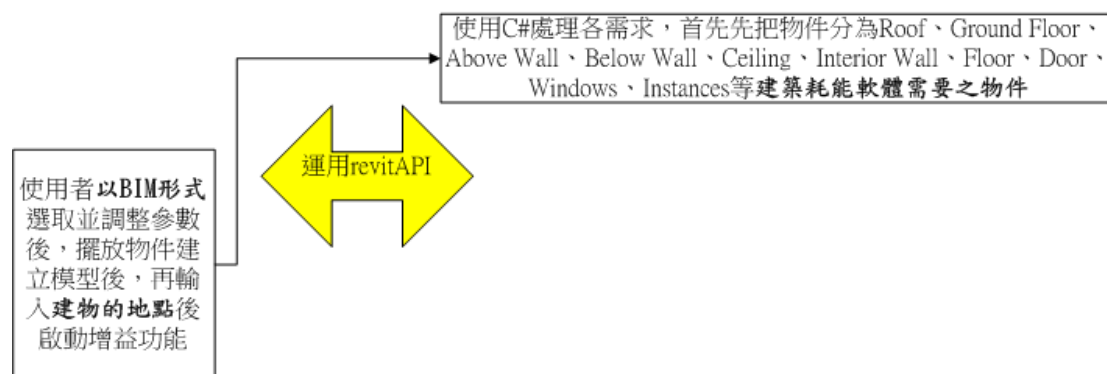 使用C#處理各需求，首先先把物件分為Roof、Ground Floor、
Above Wall、Below Wall、Ceiling、Interior Wall、Floor、Door、
Windows、Instances等建築耗能軟體需要之物件
運用revitAPI
使用者以BIM形式
選取並調整參數
後，擺放物件建
立模型後，再輸
入建物的地點後
啟動增益功能